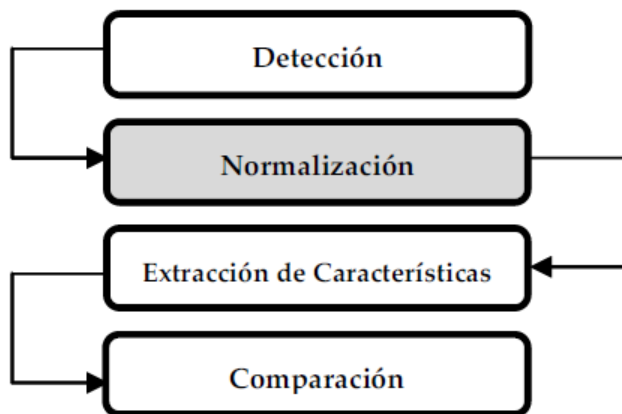 Detección
Normalización
Extracción de Características
Comparación